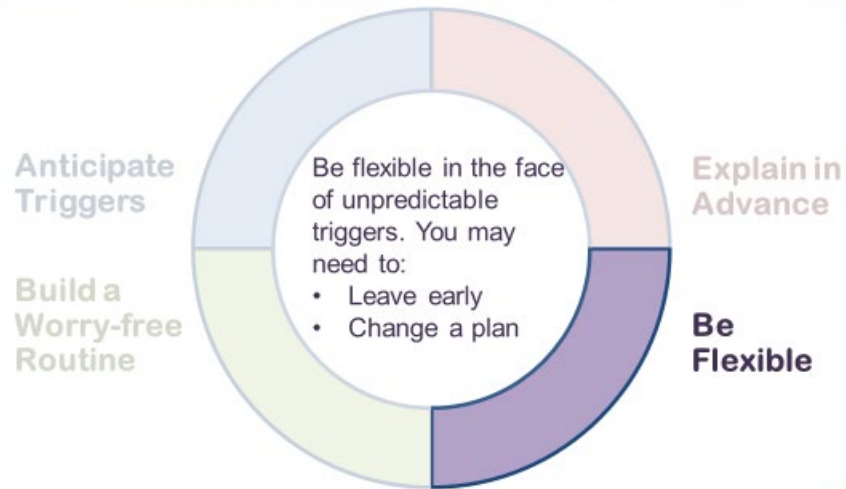 Anticipate
Triggers
Explain in
Advance
Be flexible in the face
of unpredictable
triggers. You may
need to:
• Leave early
• Change a plan
Build a
Worry-free
Routine
Be
Flexible